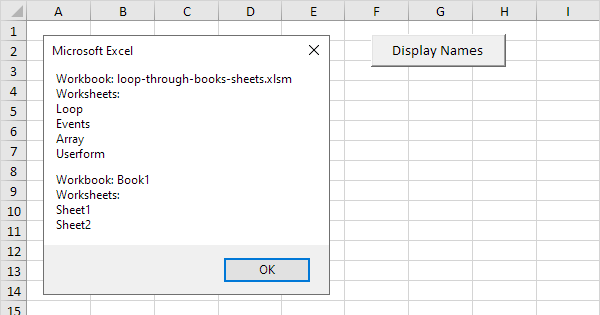 A B C D E F G H I
1
2
3
4
5
6
7
8
9
10
11
12
13
14
15
Display Names
Microsoft Excel
Workbook: loop-through-books-sheets.xlsm
Worksheets:
Loop
Events
Array
Userform
Workbook: Book1
Worksheets:
Sheet1
Sheet2
OK